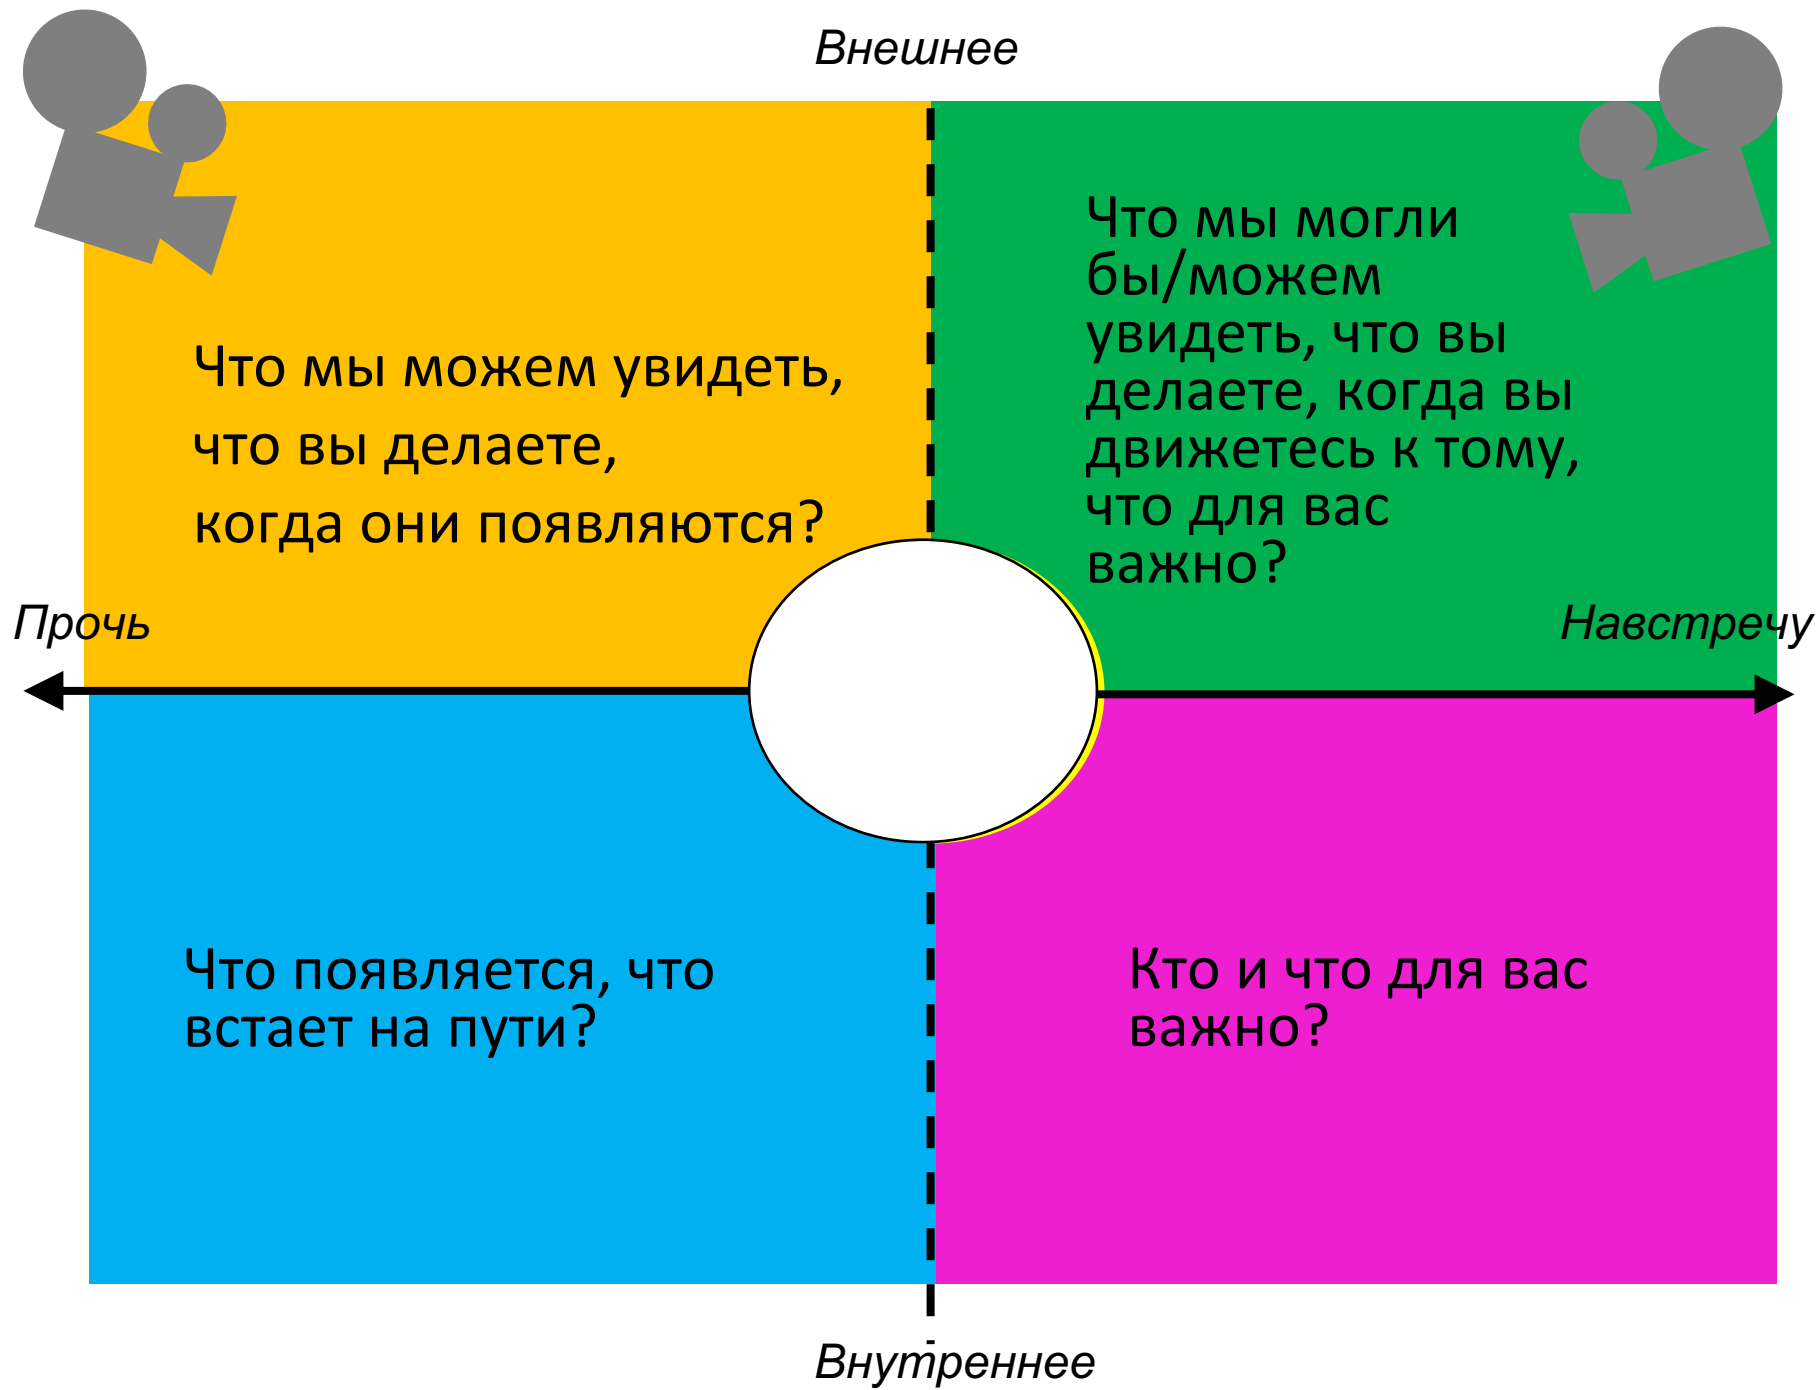 Внешнее
Что мы можем увидеть,
что вы делаете,
когда они появляются?
Что мы могли
бы/можем
увидеть, что вы
делаете, когда вы
движетесь к тому,
что для вас
важно?
Прочь
Навстречу
Что появляется, что
встает на пути?
Кто и что для вас
важно?
Внутреннее